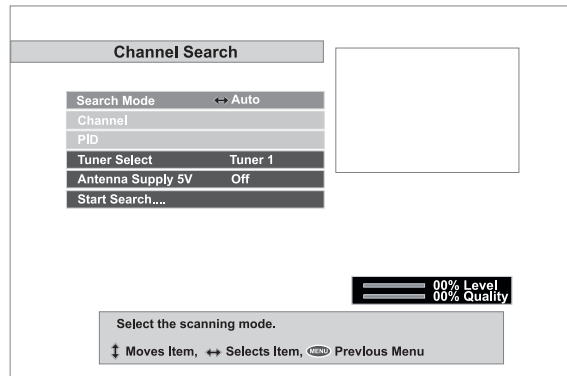 Channel Search
Search Mode ↔ Auto
Channel
PID
Tuner Select Tuner 1
Antenna Supply 5V Off
Start Search....
00% Level
00% Quality
Select the scanning mode.
↕ Moves Item, ↔ Selects Item, MENU Previous Menu